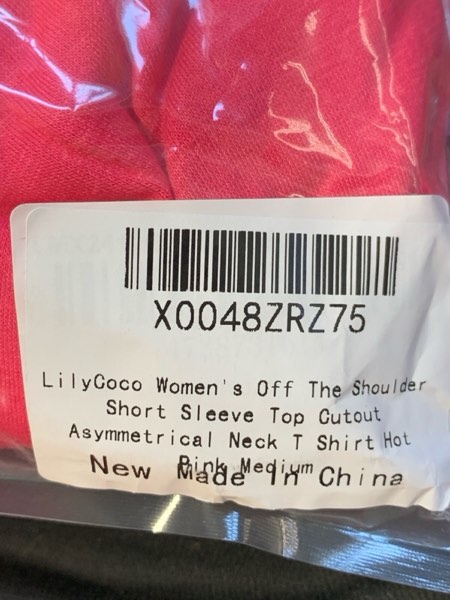 X0048ZRZ75
LilyCoco Women's Off The Shoulder
Short Sleeve Top Cutout
Asymmetrical Neck T Shirt Hot
Pink Medium
New Made In China